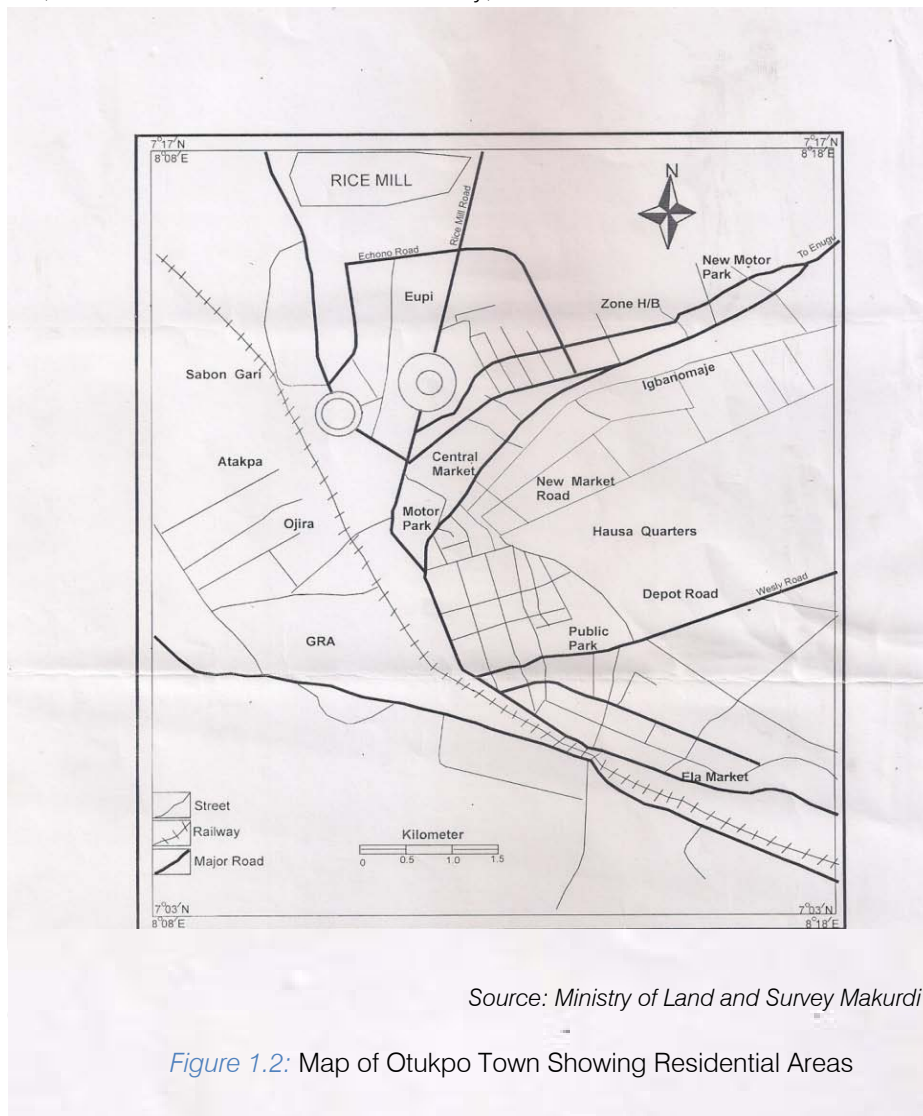 7°17'N
8°08'E
7°17'N
8°18'E
RICE MILL
N
Rice Mill Road
Echono Road
To Enugu
New Motor
Park
Eupi
Zone H/B
Sabon Gari
Igbanomaje
Atakpa
Central
Market
New Market
Road
Motor
Park
Ojira
Hausa Quarters
Depot Road
Wesly Road
Public
Park
GRA
Ela Market
Street
Railway
Major Road
Kilometer
0 0.5 1.0 1.5
7°03'N
8°08'E
7°03'N
8°18'E
Source: Ministry of Land and Survey Makurdi
Figure 1.2: Map of Otukpo Town Showing Residential Areas